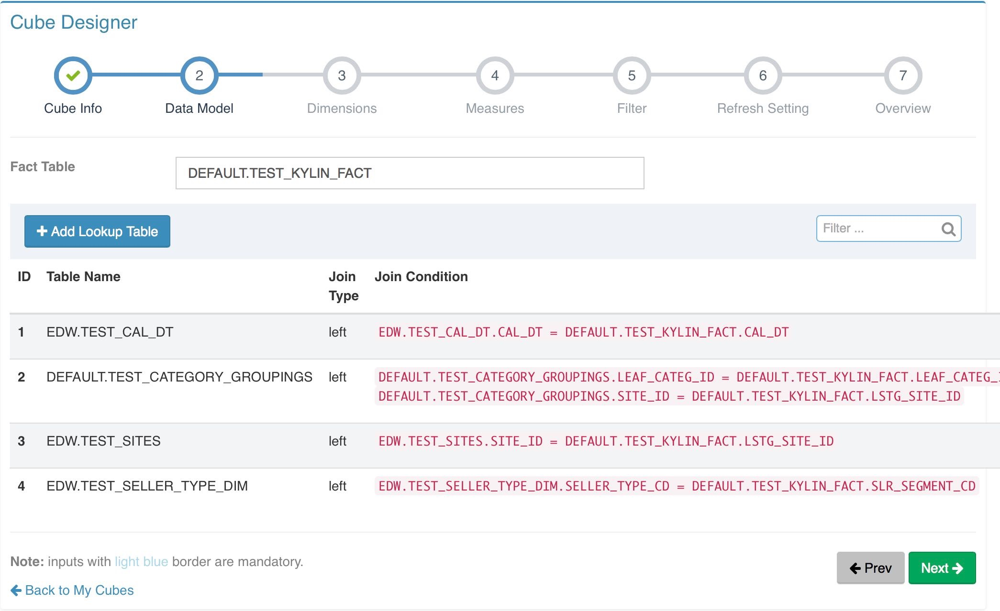 Cube Designer
2 3 4 5 6 7
Cube Info Data Model Dimensions Measures Filter Refresh Setting Overview
Fact Table DEFAULT.TEST_KYLIN_FACT
Add Lookup Table Filter ...
ID Table Name Join Type Join Condition
1 EDW.TEST_CAL_DT left EDW.TEST_CAL_DT.CAL_DT = DEFAULT.TEST_KYLIN_FACT.CAL_DT
2 DEFAULT.TEST_CATEGORY_GROUPINGS left DEFAULT.TEST_CATEGORY_GROUPINGS.LEAF_CATEG_ID = DEFAULT.TEST_KYLIN_FACT.LEAF_CATEG_I
DEFAULT.TEST_CATEGORY_GROUPINGS.SITE_ID = DEFAULT.TEST_KYLIN_FACT.LSTG_SITE_ID
3 EDW.TEST_SITES left EDW.TEST_SITES.SITE_ID = DEFAULT.TEST_KYLIN_FACT.LSTG_SITE_ID
4 EDW.TEST_SELLER_TYPE_DIM left EDW.TEST_SELLER_TYPE_DIM.SELLER_TYPE_CD = DEFAULT.TEST_KYLIN_FACT.SLR_SEGMENT_CD
Note: inputs with light blue border are mandatory.
Prev Next
Back to My Cubes